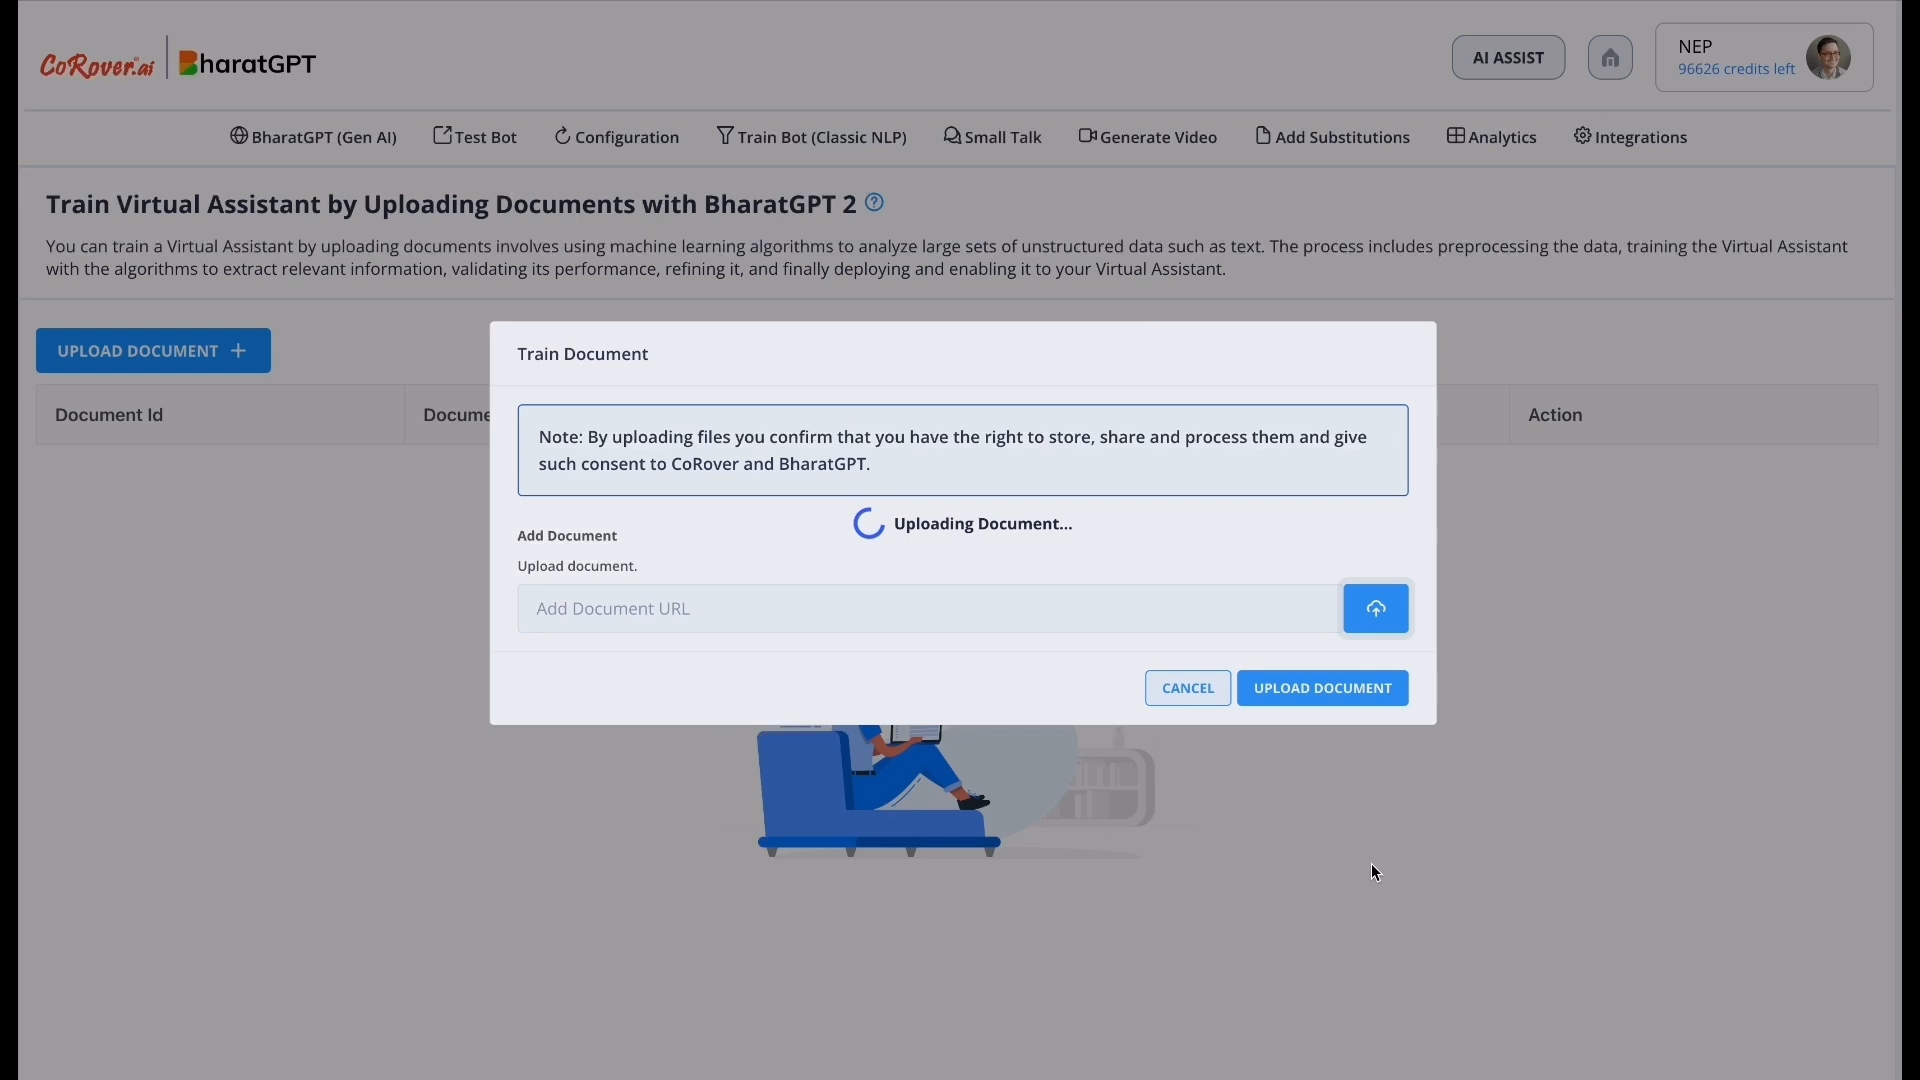 CoRover.ai BharatGPT
AI ASSIST
NEP
96626 credits left
BharatGPT (Gen AI) Test Bot Configuration Train Bot (Classic NLP) Small Talk Generate Video Add Substitutions Analytics Integrations
Train Virtual Assistant by Uploading Documents with BharatGPT 2
You can train a Virtual Assistant by uploading documents involves using machine learning algorithms to analyze large sets of unstructured data such as text. The process includes preprocessing the data, training the Virtual Assistant
with the algorithms to extract relevant information, validating its performance, refining it, and finally deploying and enabling it to your Virtual Assistant.
UPLOAD DOCUMENT +
Document Id Docume Action
Train Document
Note: By uploading files you confirm that you have the right to store, share and process them and give
such consent to CoRover and BharatGPT.
Uploading Document...
Add Document
Upload document.
Add Document URL
CANCEL UPLOAD DOCUMENT